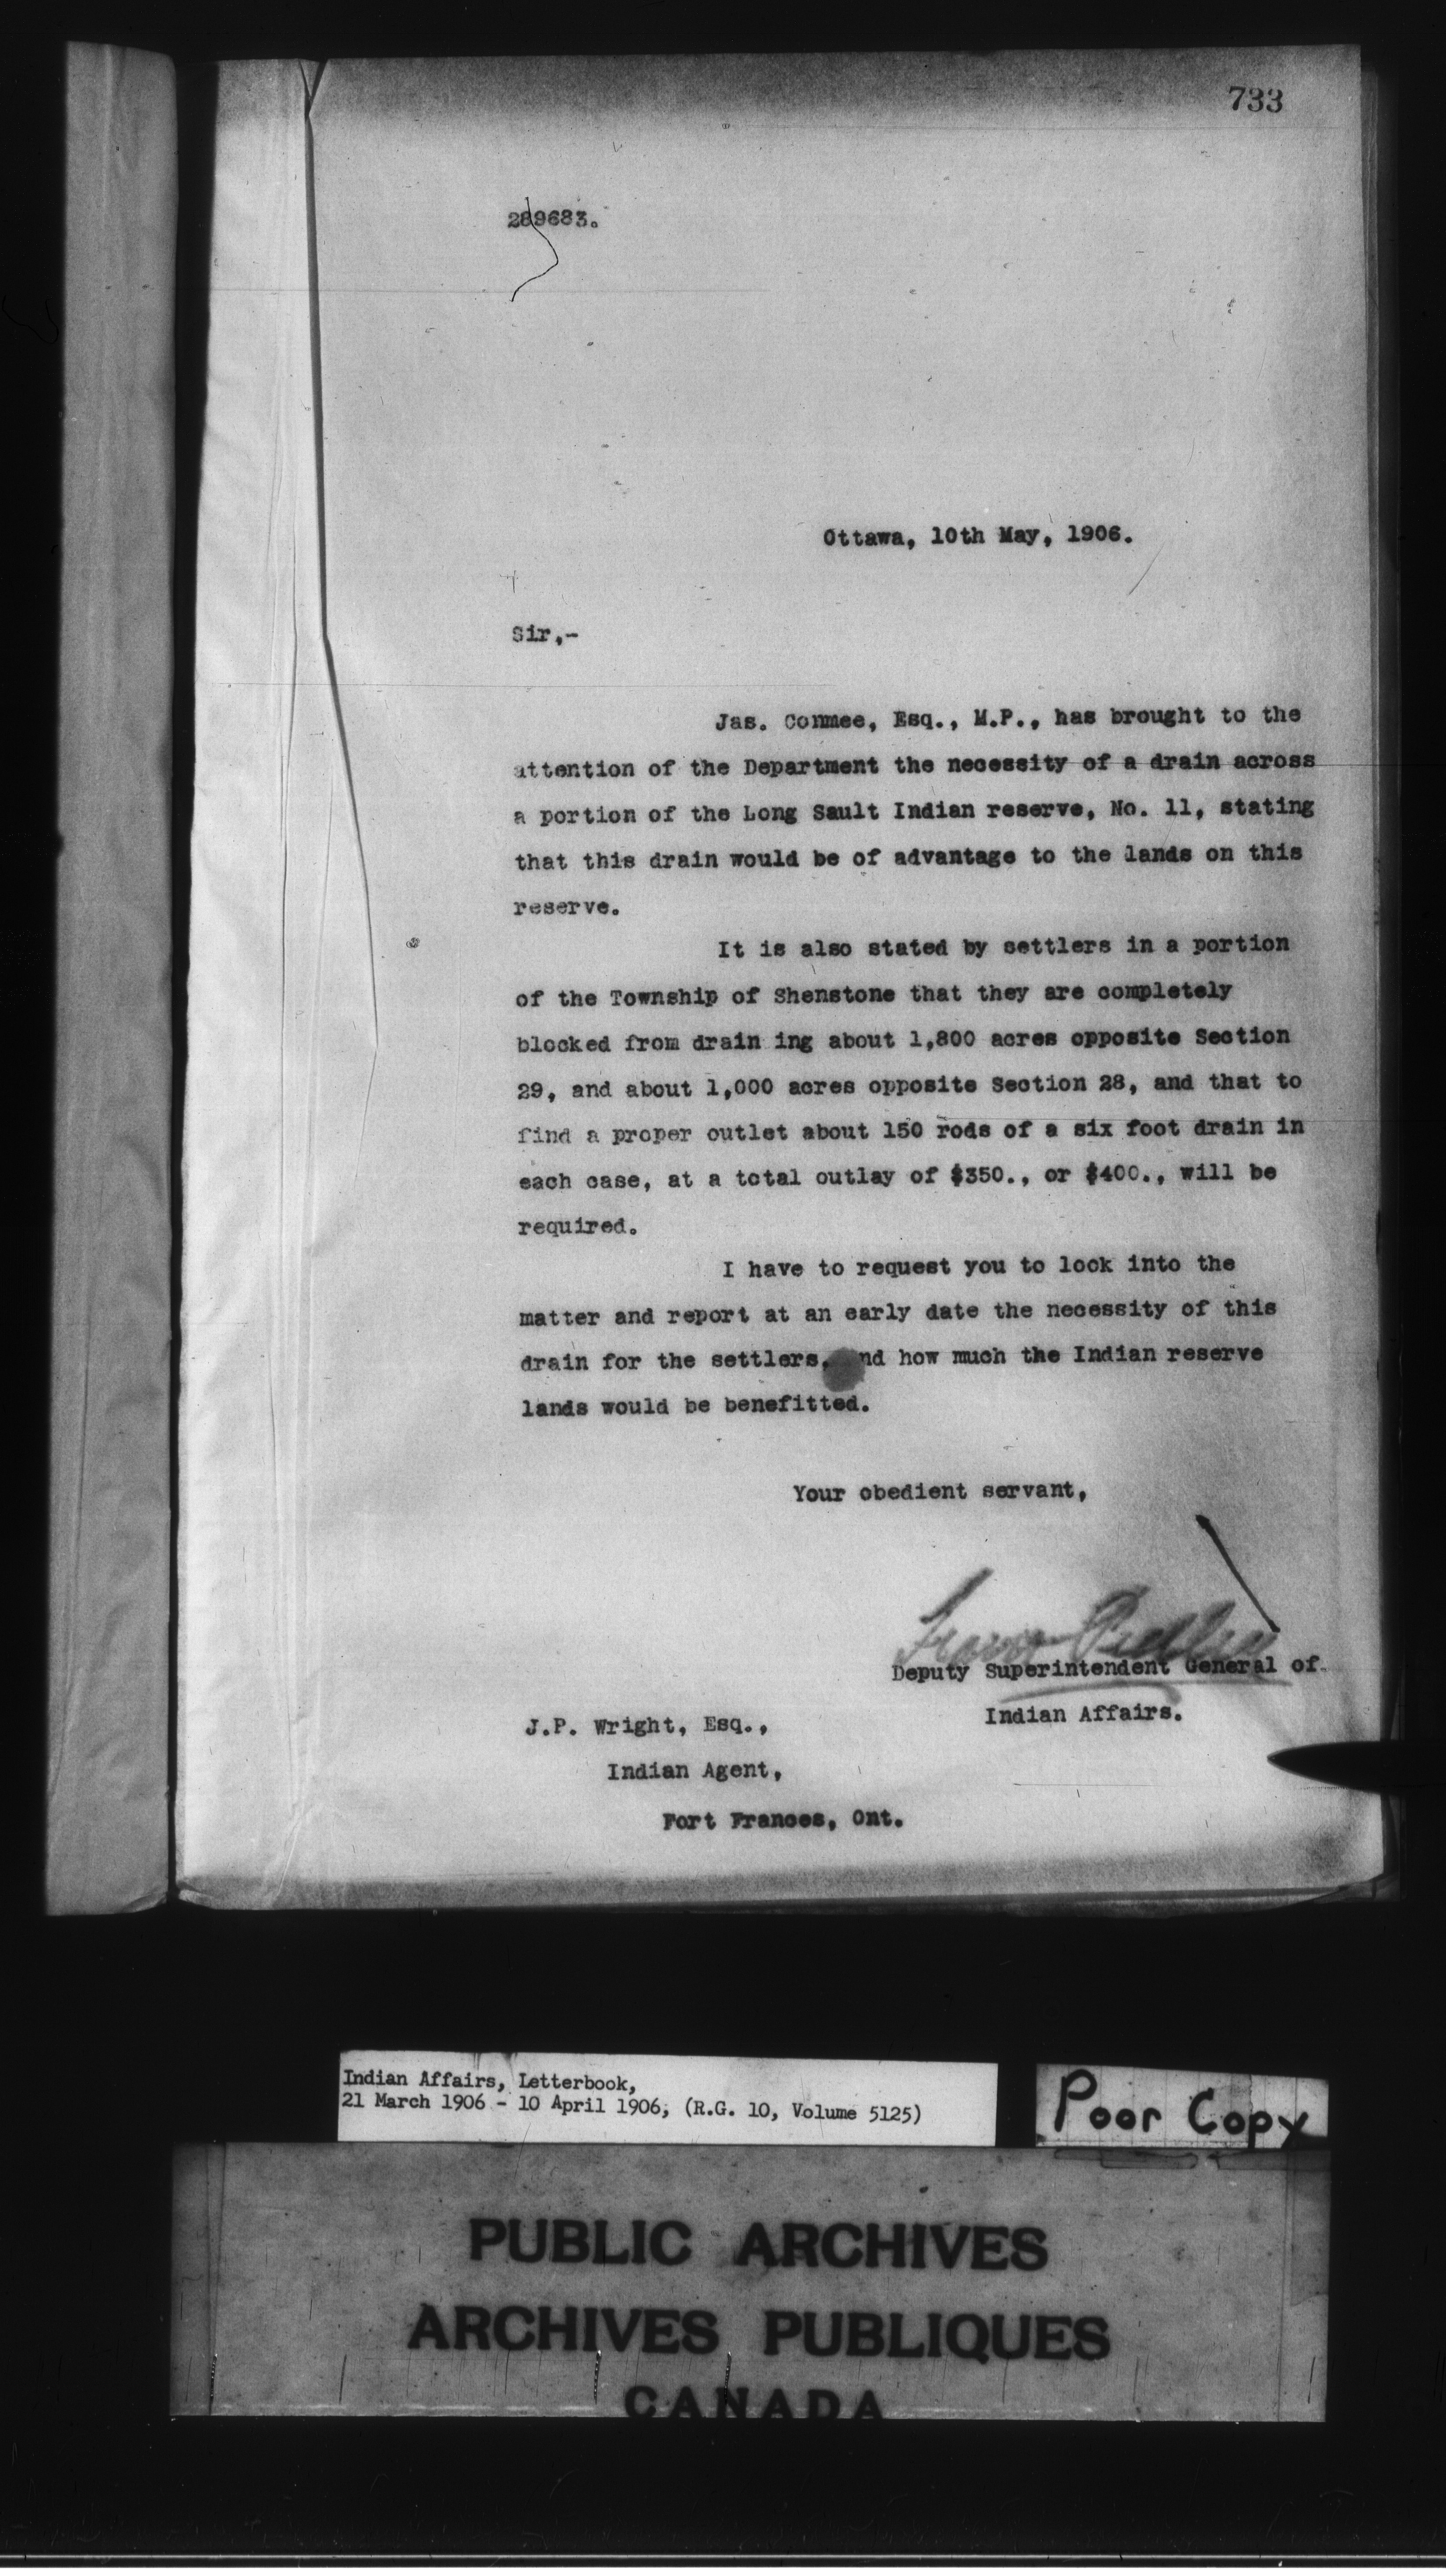 733
289683.
Ottawa, 10th May, 1906.
Sir,-
Jas. Conmee, Esq., M.P., has brought to the
attention of the Department the necessity of a drain across
a portion of the Long Sault Indian reserve, No. 11, stating
that this drain would be of advantage to the lands on this
reserve.
It is also stated by settlers in a portion
of the Township of Shenstone that they are completely
blocked from drain ing about 1,800 acres opposite Section
29, and about 1,000 acres opposite Section 28, and that to
find a proper outlet about 150 rods of a six foot drain in
each case, at a total outlay of $350., or $400., will be
required.
I have to request you to look into the
matter and report at an early date the necessity of this
drain for the settlers, and how much the Indian reserve
lands would be benefitted.
Your obedient servant,
Frank Pedley
Deputy Superintendent General of
Indian Affairs.
J.P. Wright, Esq.,
Indian Agent,
Fort Frances, Ont.
Indian Affairs, Letterbook,
21 March 1906 - 10 April 1906, (R.G. 10, Volume 5125)
Poor Copy
PUBLIC ARCHIVES
ARCHIVES PUBLIQUES
CANADA